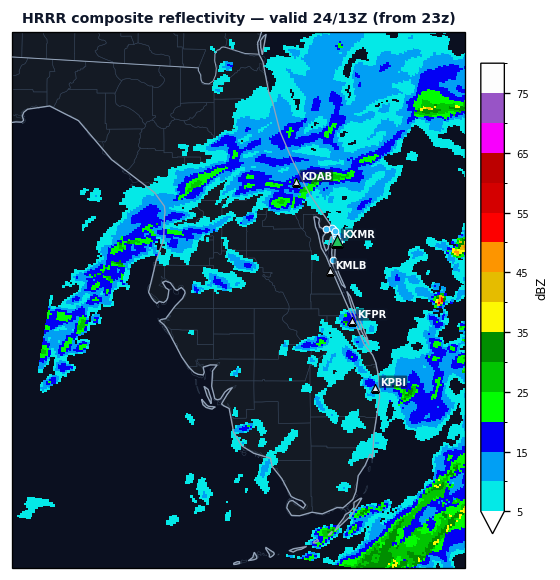 HRRR composite reflectivity — valid 24/13Z (from 23z)
KDAB
KXMR
KMLB
KFPR
KPBI
75
65
55
45
35
25
15
5
dBZ